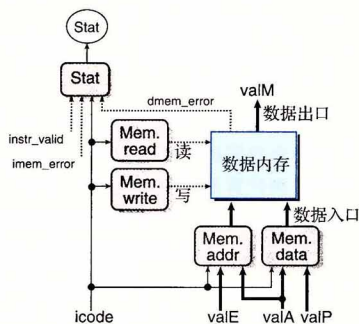 Stat
Stat
dmem_error
valM
数据出口
instr_valid
imem_error
Mem.
read
读
数据内存
Mem.
write
写
数据入口
Mem.
addr
Mem.
data
icode
valE
valA
valP